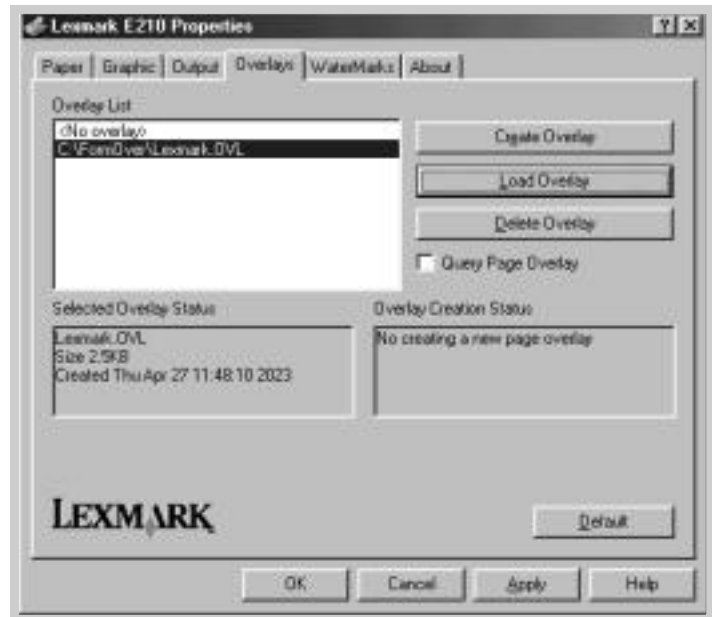 Lexmark E210 Properties
Paper Graphic Output Overlays WaterMarks About
Overlay List
<No overlay>
C:\FormOver\Lexmark.OVL
Create Overlay
Load Overlay
Delete Overlay
Query Page Overlay
Selected Overlay Status
Lexmark.OVL
Size 2.5KB
Created Thu Apr 27 11:48:10 2023
Overlay Creation Status
No creating a new page overlay
LEXMARK
Default
OK Cancel Apply Help